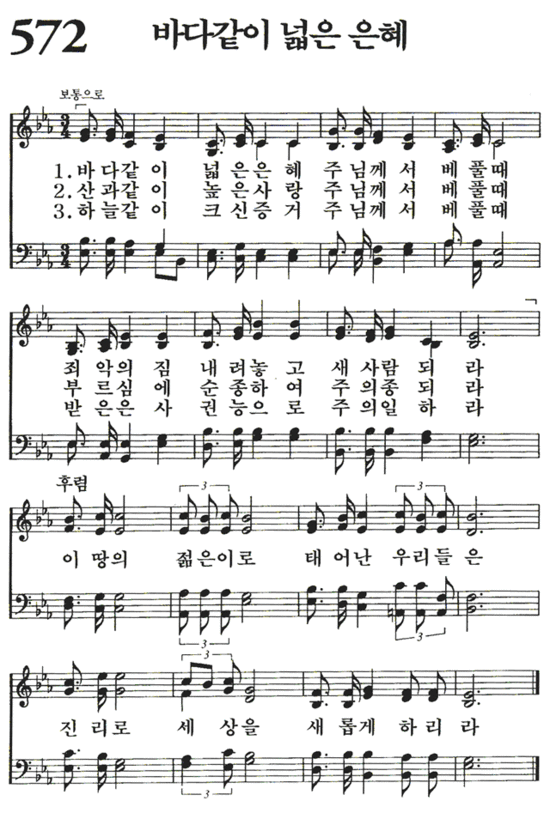 572 바다같이 넓은 은혜
보통으로
1. 바다같이 넓은은혜 주님께서 베풀때
2. 산과같이 높은사랑 주님께서 베풀때
3. 하늘같이 크신증거 주님께서 베풀때
죄악의 짐 내려놓고 새사람되라
부르심에 순종하여 주의종되라
받은은사 권능으로 주의일하라
후렴
3 3
이 땅의 젊은이로 태어난 우리들은
3 3
3
진리로 세상을 새롭게하리라
3